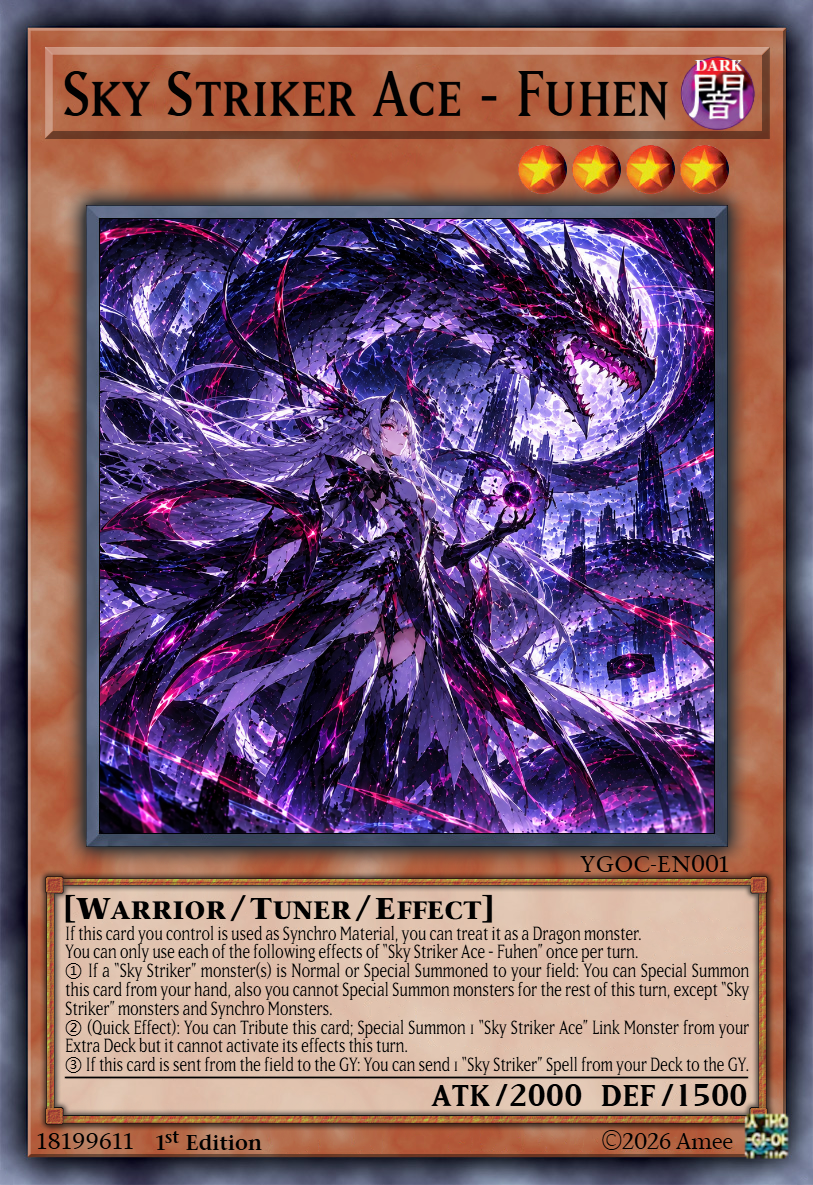 Sky Striker Ace - Fuhen
DARK
闇
YGOC-EN001
[Warrior/Tuner/Effect]
If this card you control is used as Synchro Material, you can treat it as a Dragon monster.
You can only use each of the following effects of "Sky Striker Ace - Fuhen" once per turn.
① If a "Sky Striker" monster(s) is Normal or Special Summoned to your field: You can Special Summon
this card from your hand, also you cannot Special Summon monsters for the rest of this turn, except "Sky
Striker" monsters and Synchro Monsters.
② (Quick Effect): You can Tribute this card; Special Summon 1 "Sky Striker Ace" Link Monster from your
Extra Deck but it cannot activate its effects this turn.
③ If this card is sent from the field to the GY: You can send 1 "Sky Striker" Spell from your Deck to the GY.
ATK/2000 DEF/1500
18199611 1st Edition ©2026 Amee